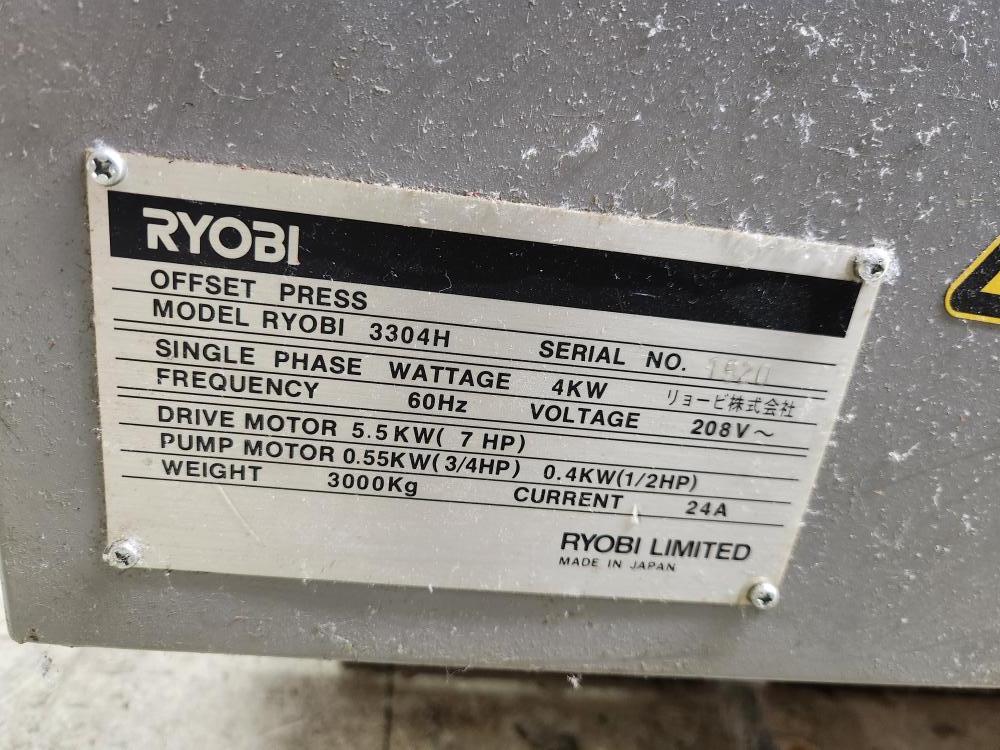 RYOBI
OFFSET PRESS
MODEL RYOBI 3304H SERIAL NO.
リョービ株式会社
SINGLE PHASE WATTAGE 4KW
FREQUENCY 60Hz VOLTAGE 208V~
DRIVE MOTOR 5.5KW( 7 HP)
PUMP MOTOR 0.55KW(3/4HP) 0.4KW(1/2HP)
WEIGHT 3000Kg CURRENT 24A
RYOBI LIMITED
MADE IN JAPAN